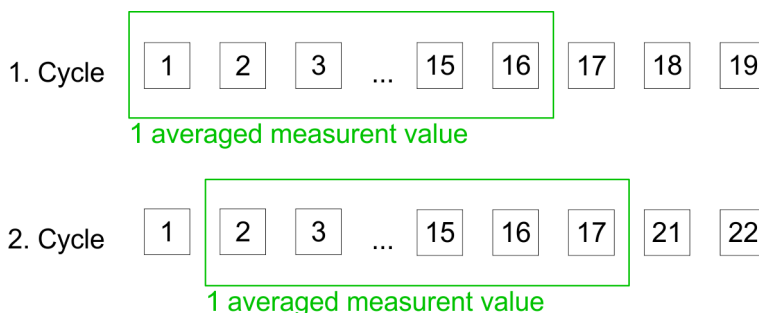 1. Cycle 1 2 3 ... 15 16 17 18 19
1 averaged measurent value
2. Cycle 1 2 3 ... 15 16 17 21 22
1 averaged measurent value